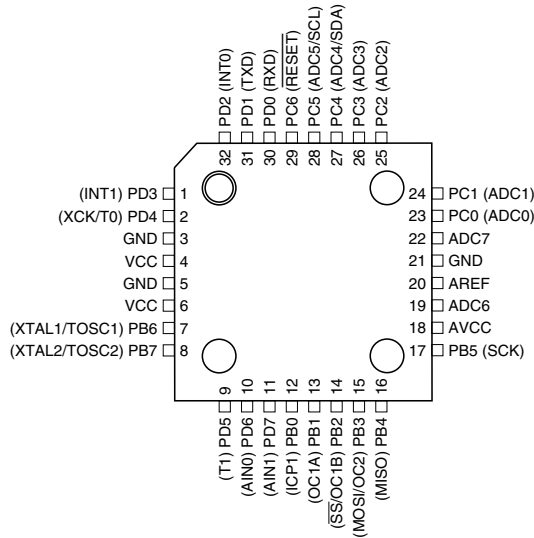 PD2 (INT0)
PD1 (TXD)
PD0 (RXD)
PC6 (RESET)
PC5 (ADC5/SCL)
PC4 (ADC4/SDA)
PC3 (ADC3)
PC2 (ADC2)
32
31
30
29
28
27
26
25
(INT1) PD3 1
(XCK/T0) PD4 2
GND 3
VCC 4
GND 5
VCC 6
(XTAL1/TOSC1) PB6 7
(XTAL2/TOSC2) PB7 8
24 PC1 (ADC1)
23 PC0 (ADC0)
22 ADC7
21 GND
20 AREF
19 ADC6
18 AVCC
17 PB5 (SCK)
9
10
11
12
13
14
15
16
(T1) PD5
(AIN0) PD6
(AIN1) PD7
(ICP1) PB0
(OC1A) PB1
(SS/OC1B) PB2
(MOSI/OC2) PB3
(MISO) PB4